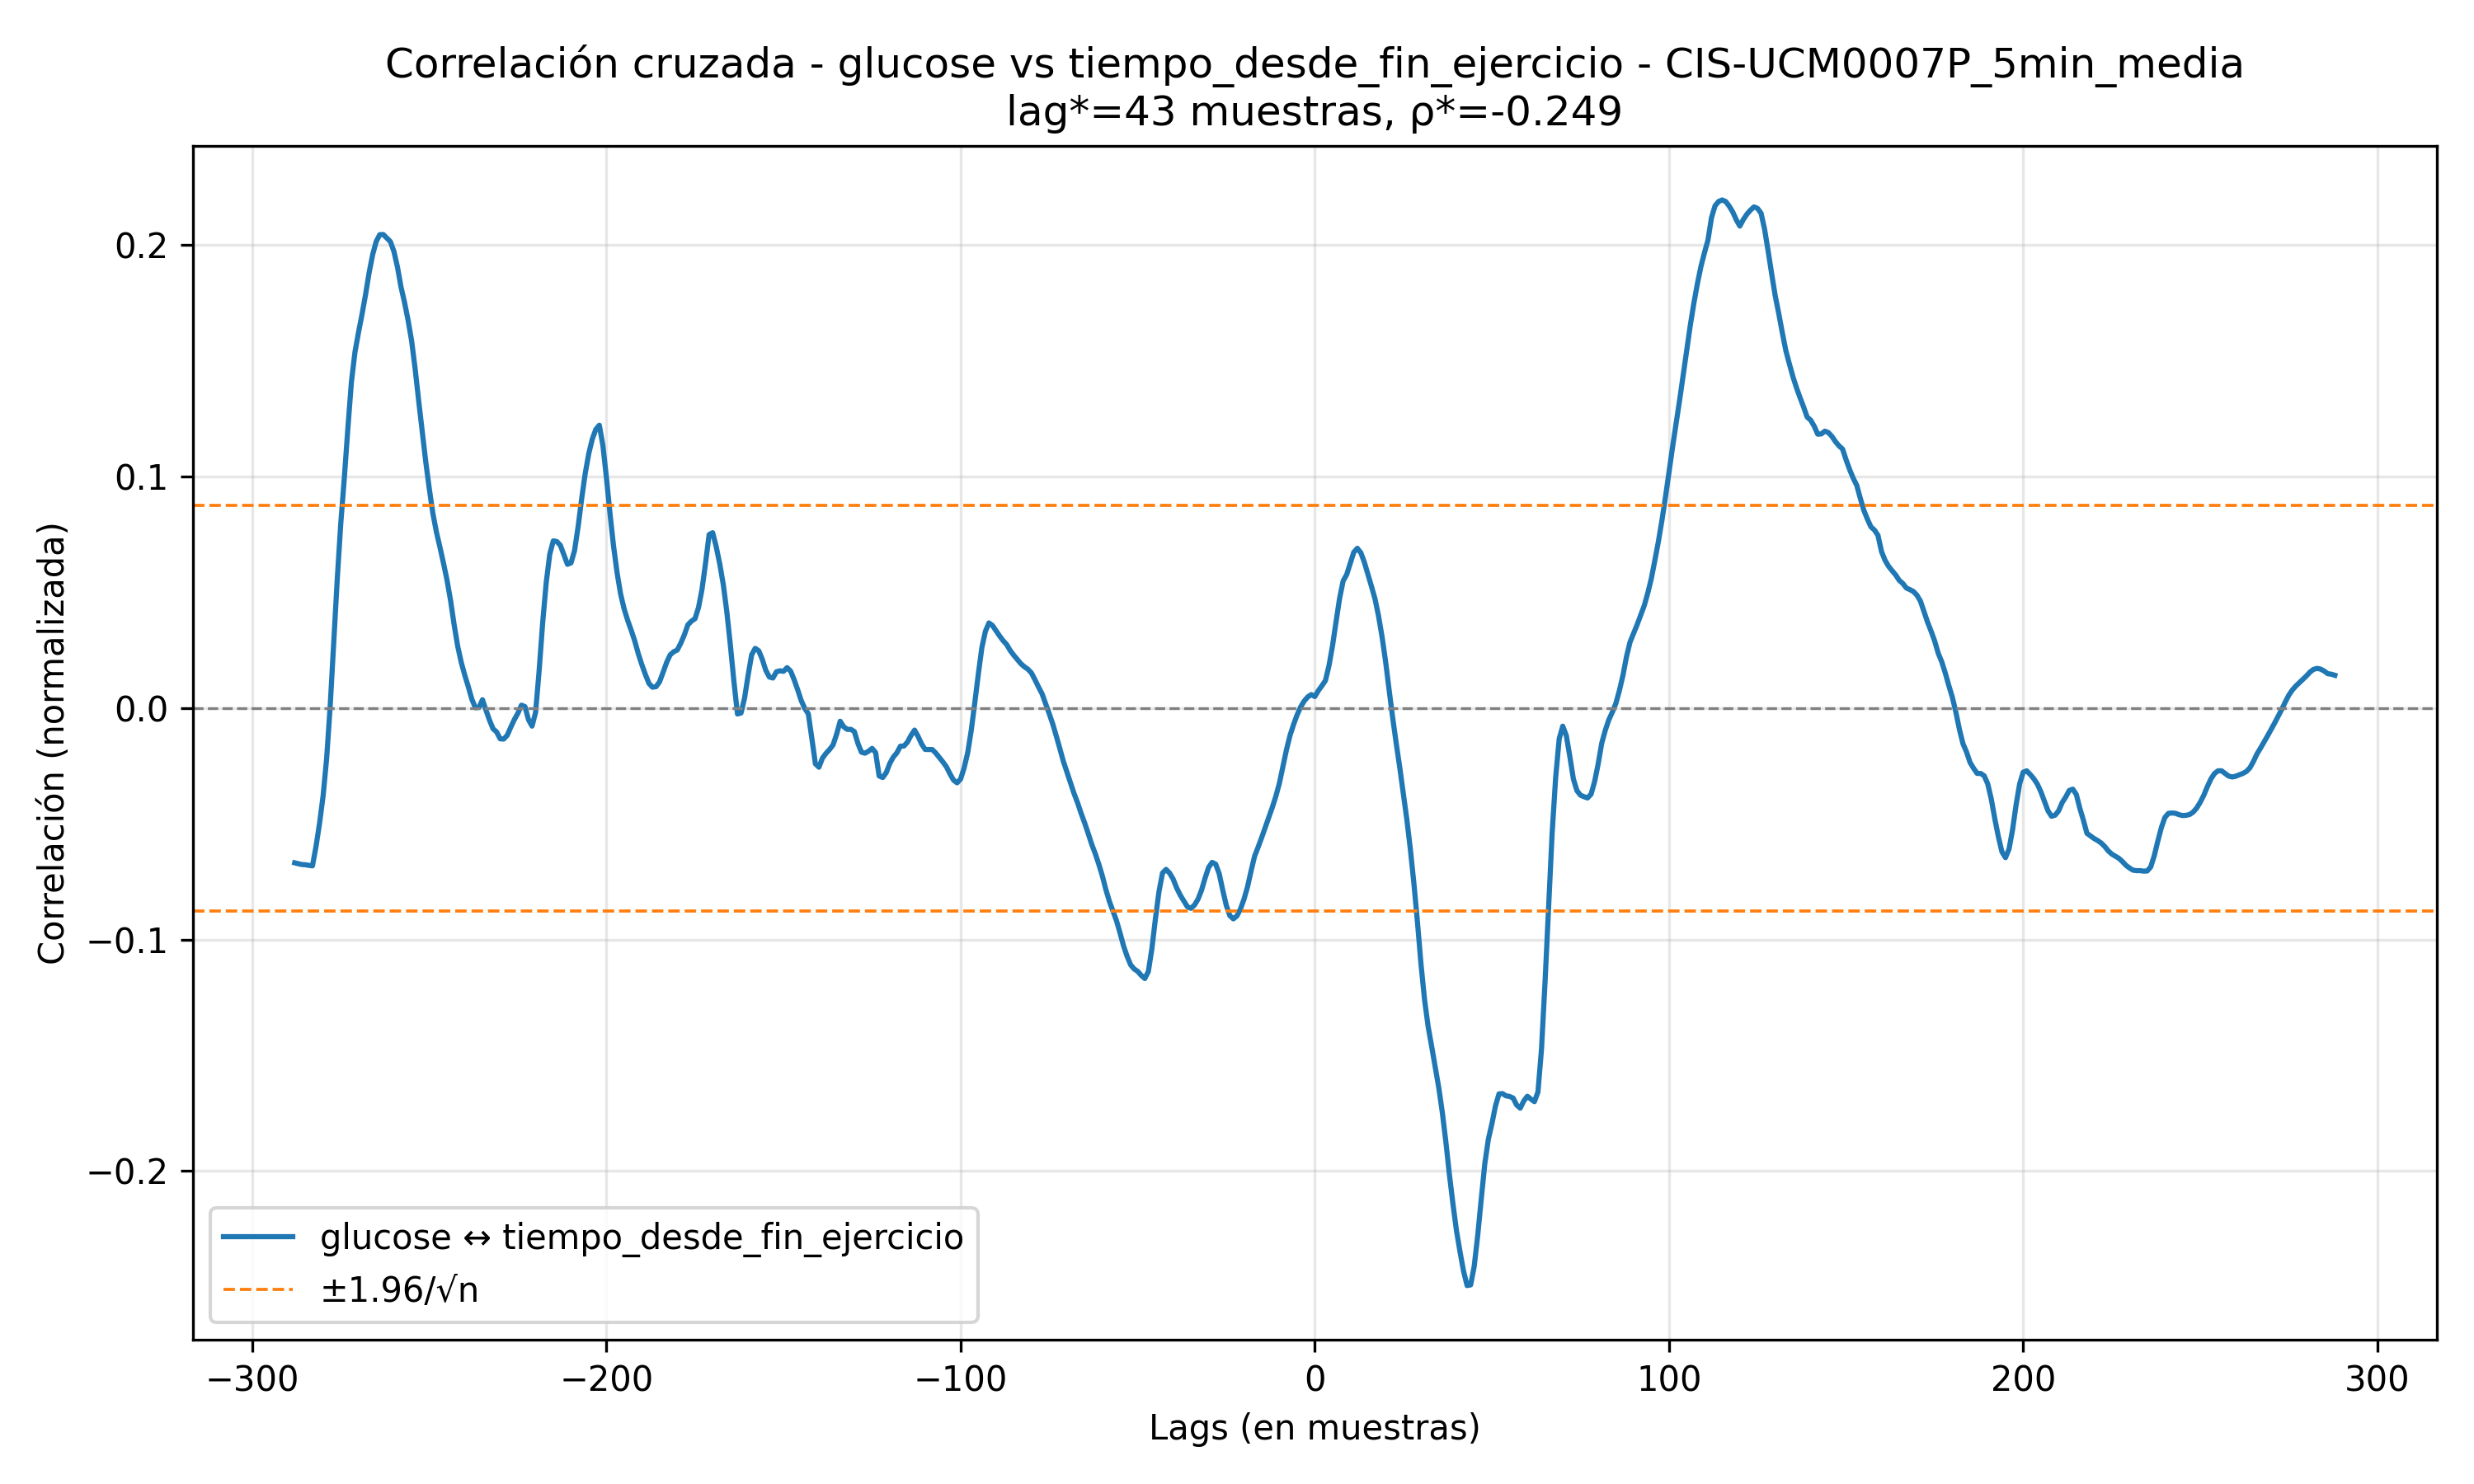 Correlación cruzada - glucose vs tiempo_desde_fin_ejercicio - CIS-UCM0007P_5min_media
lag*=43 muestras, ρ*=-0.249
Correlación (normalizada)
0.2
0.1
0.0
−0.1
−0.2
glucose ↔ tiempo_desde_fin_ejercicio
±1.96/√n
−300 −200 −100 0 100 200 300
Lags (en muestras)